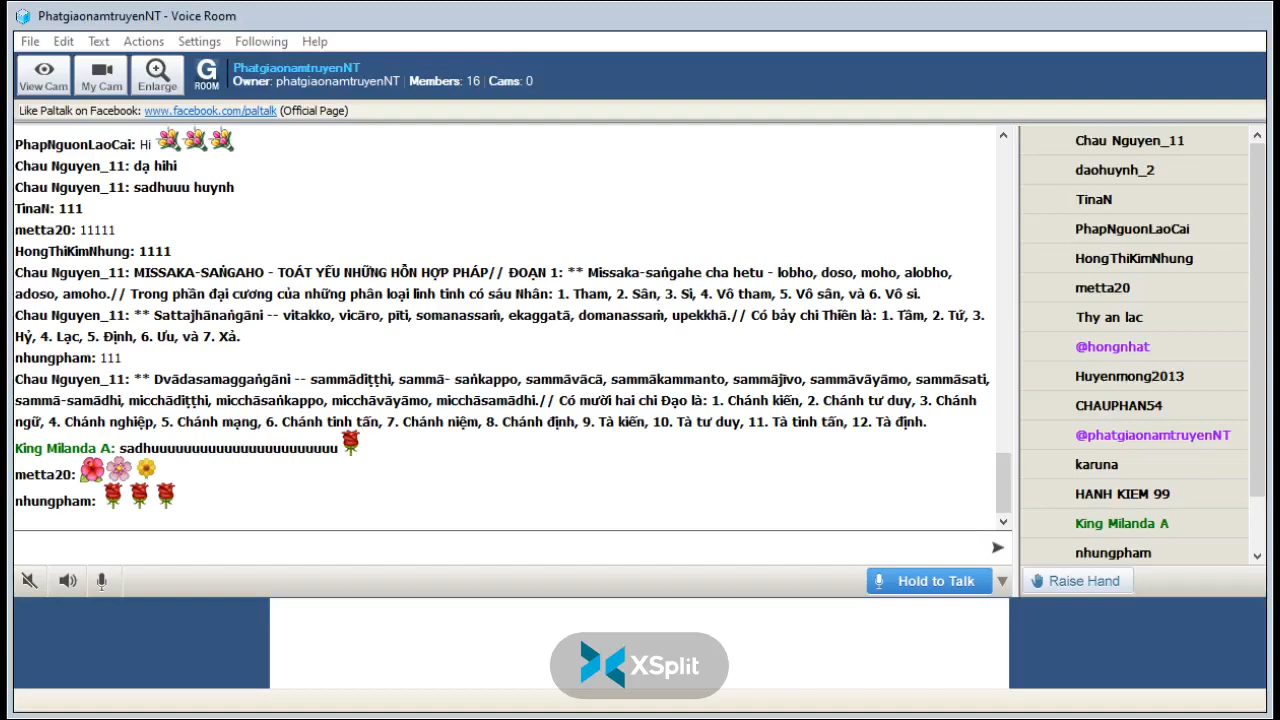 PhatgiaonamtruyenNT - Voice Room
File Edit Text Actions Settings Following Help
View Cam My Cam Enlarge G ROOM
PhatgiaonamtruyenNT
Owner: phatgiaonamtruyenNT | Members: 16 | Cams: 0
Like Paltalk on Facebook: www.facebook.com/paltalk (Official Page)
PhapNguonLaoCai: Hi
Chau Nguyen_11: dạ hihi
Chau Nguyen_11: sadhuuu huynh
TinaN: 111
metta20: 11111
HongThiKimNhung: 1111
Chau Nguyen_11: MISSAKA-SAṄGAHO - TOÁT YẾU NHỮNG HỖN HỢP PHÁP// ĐOẠN 1: ** Missaka-saṅgahe cha hetu - lobho, doso, moho, alobho,
adoso, amoho.// Trong phần đại cương của những phân loại linh tinh có sáu Nhân: 1. Tham, 2. Sân, 3. Si, 4. Vô tham, 5. Vô sân, và 6. Vô si.
Chau Nguyen_11: ** Sattajhānaṅgāni -- vitakko, vicāro, pīti, somanassaṁ, ekaggatā, domanassaṁ, upekkhā.// Có bảy chi Thiền là: 1. Tầm, 2. Tứ, 3.
Hỷ, 4. Lạc, 5. Định, 6. Ưu, và 7. Xả.
nhungpham: 111
Chau Nguyen_11: ** Dvādasamaggaṅgāni -- sammādiṭṭhi, sammā- saṅkappo, sammāvācā, sammākammanto, sammājīvo, sammāvāyāmo, sammāsati,
sammā-samādhi, micchādiṭṭhi, micchāsaṅkappo, micchāvāyāmo, micchāsamādhi.// Có mười hai chi Đạo là: 1. Chánh kiến, 2. Chánh tư duy, 3. Chánh
ngữ, 4. Chánh nghiệp, 5. Chánh mạng, 6. Chánh tinh tấn, 7. Chánh niệm, 8. Chánh định, 9. Tà kiến, 10. Tà tư duy, 11. Tà tinh tấn, 12. Tà định.
King Milanda A: sadhuuuuuuuuuuuuuuuuuuuuuuuu
metta20:
nhungpham:
Chau Nguyen_11
daohuynh_2
TinaN
PhapNguonLaoCai
HongThiKimNhung
metta20
Thy an lac
@hongnhat
Huyenmong2013
CHAUPHAN54
@phatgiaonamtruyenNT
karuna
HANH KIEM 99
King Milanda A
nhungpham
Hold to Talk
Raise Hand
XSplit